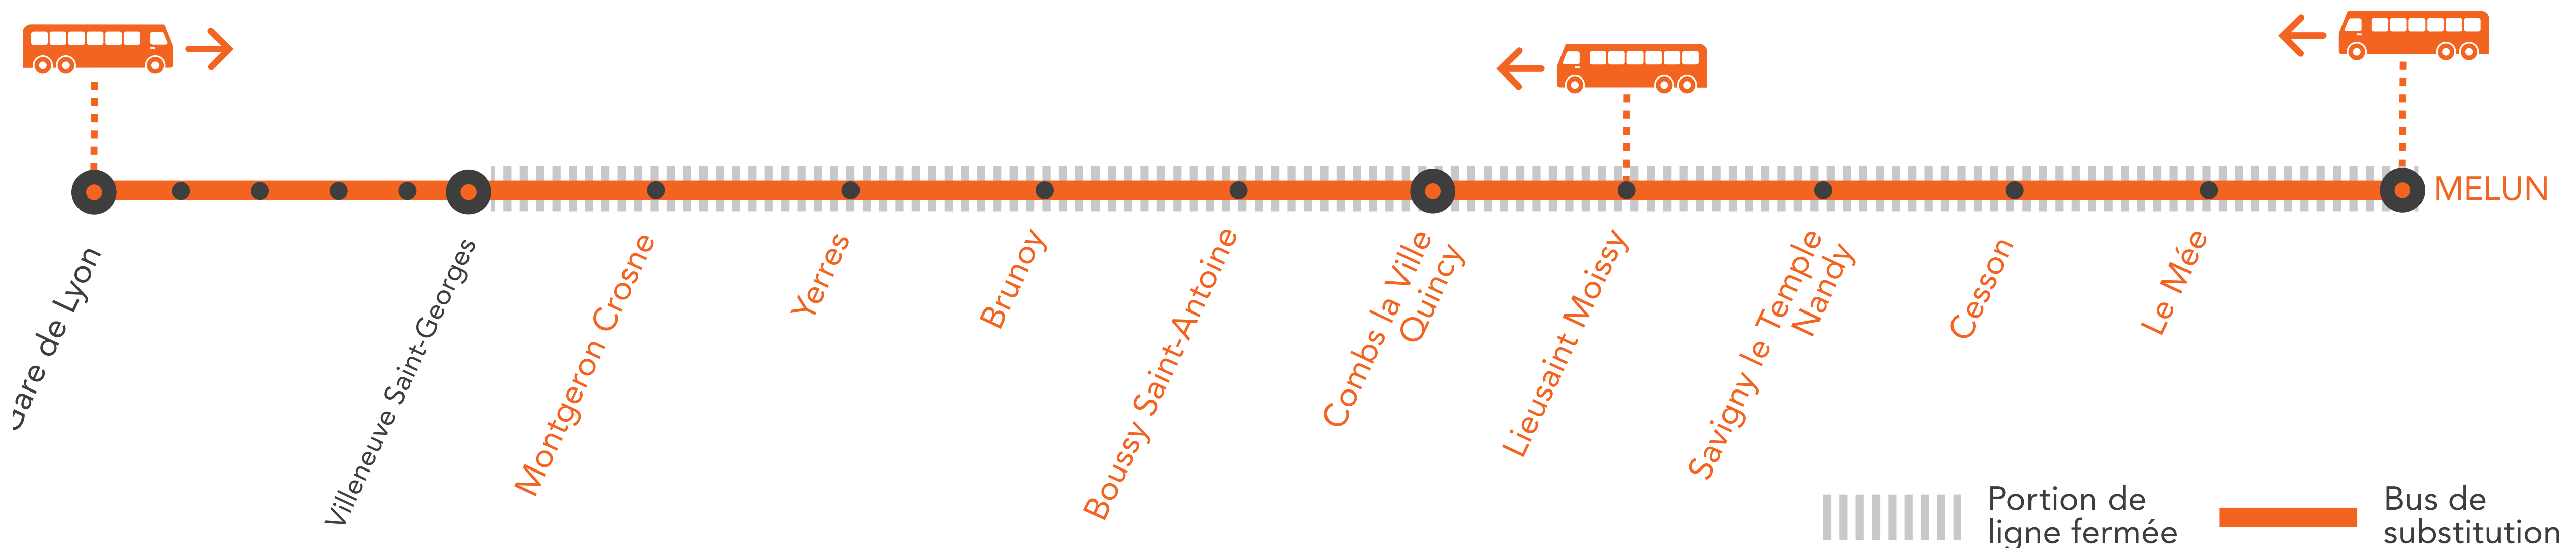 MELUN
Gare de Lyon
Villeneuve Saint-Georges
Montgeron Crosne
Yerres
Brunoy
Boussy Saint-Antoine
Combs la Ville
Quincy
Lieusaint Moissy
Savigny le Temple
Nandy
Cesson
Le Mée
Portion de
ligne fermée
Bus de
substitution